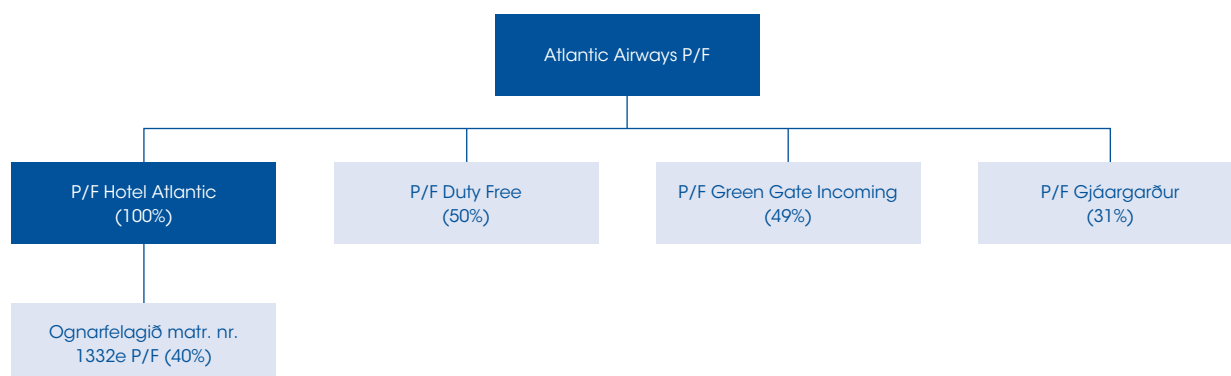 Atlantic Airways P/F
P/F Hotel Atlantic
(100%)
P/F Duty Free
(50%)
P/F Green Gate Incoming
(49%)
P/F Gjáargarður
(31%)
Ognarfelagið matr. nr.
1332e P/F (40%)